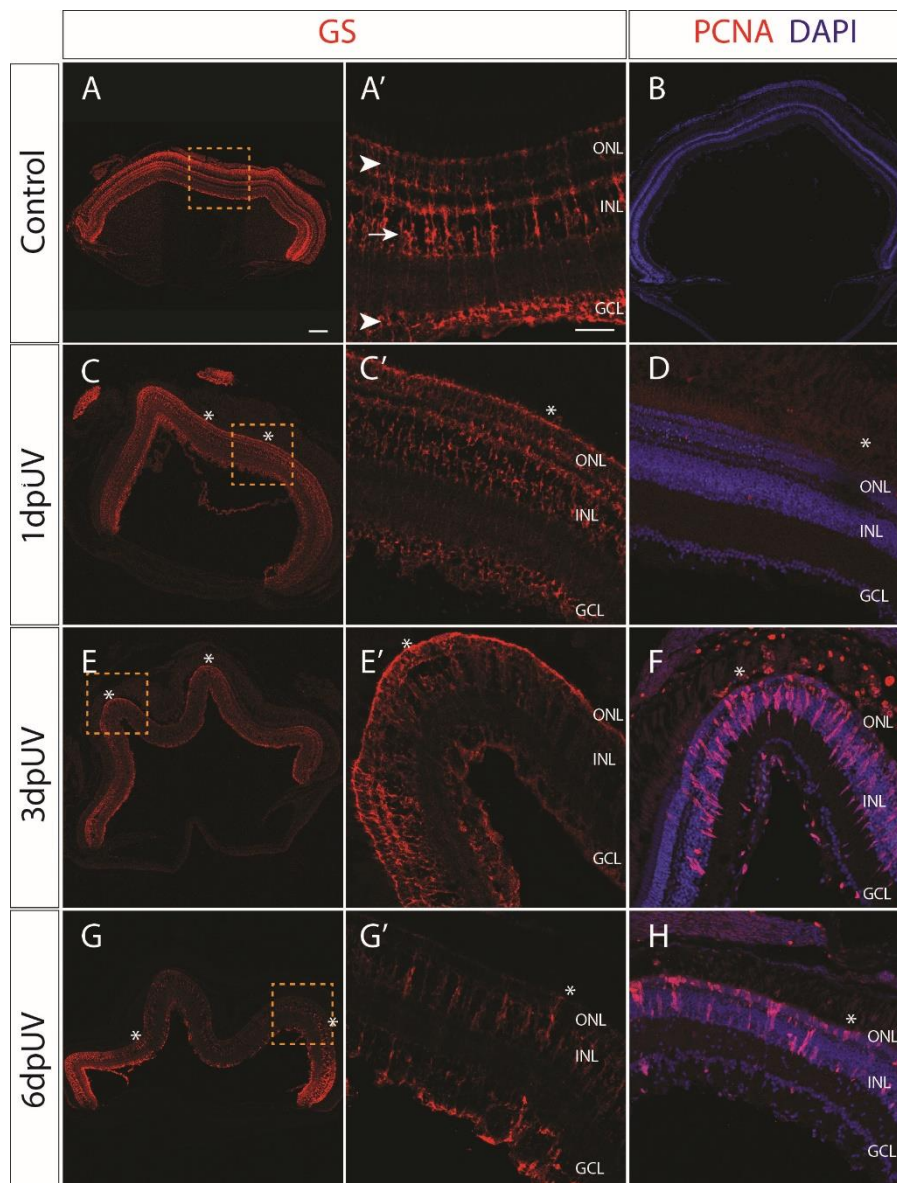 GS
PCNA DAPI
Control
A
A'
ONL
INL
GCL
B
1dpUV
C
*
*
C'
*
ONL
INL
GCL
D
*
ONL
INL
GCL
3dpUV
E
*
*
E'
*
ONL
INL
GCL
F
*
ONL
INL
GCL
6dpUV
G
*
*
G'
*
ONL
INL
GCL
H
*
ONL
INL
GCL